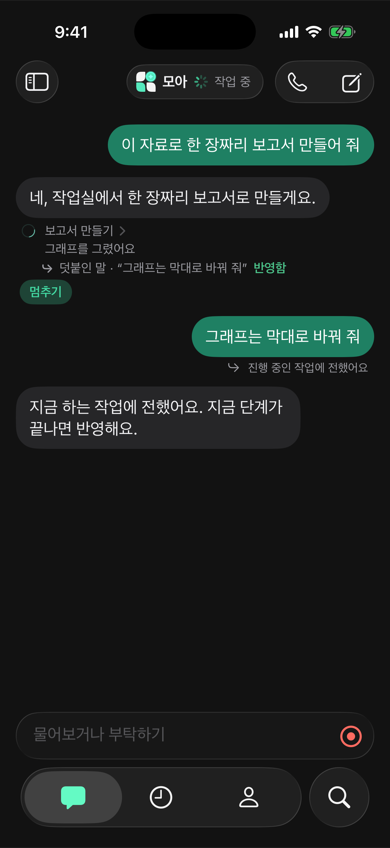 9:41
모아 작업 중
이 자료로 한 장짜리 보고서 만들어 줘
네, 작업실에서 한 장짜리 보고서로 만들게요.
보고서 만들기
그래프를 그렸어요
덧붙인 말 · “그래프는 막대로 바꿔 줘” 반영함
멈추기
그래프는 막대로 바꿔 줘
진행 중인 작업에 전했어요
지금 하는 작업에 전했어요. 지금 단계가
끝나면 반영해요.
물어보거나 부탁하기